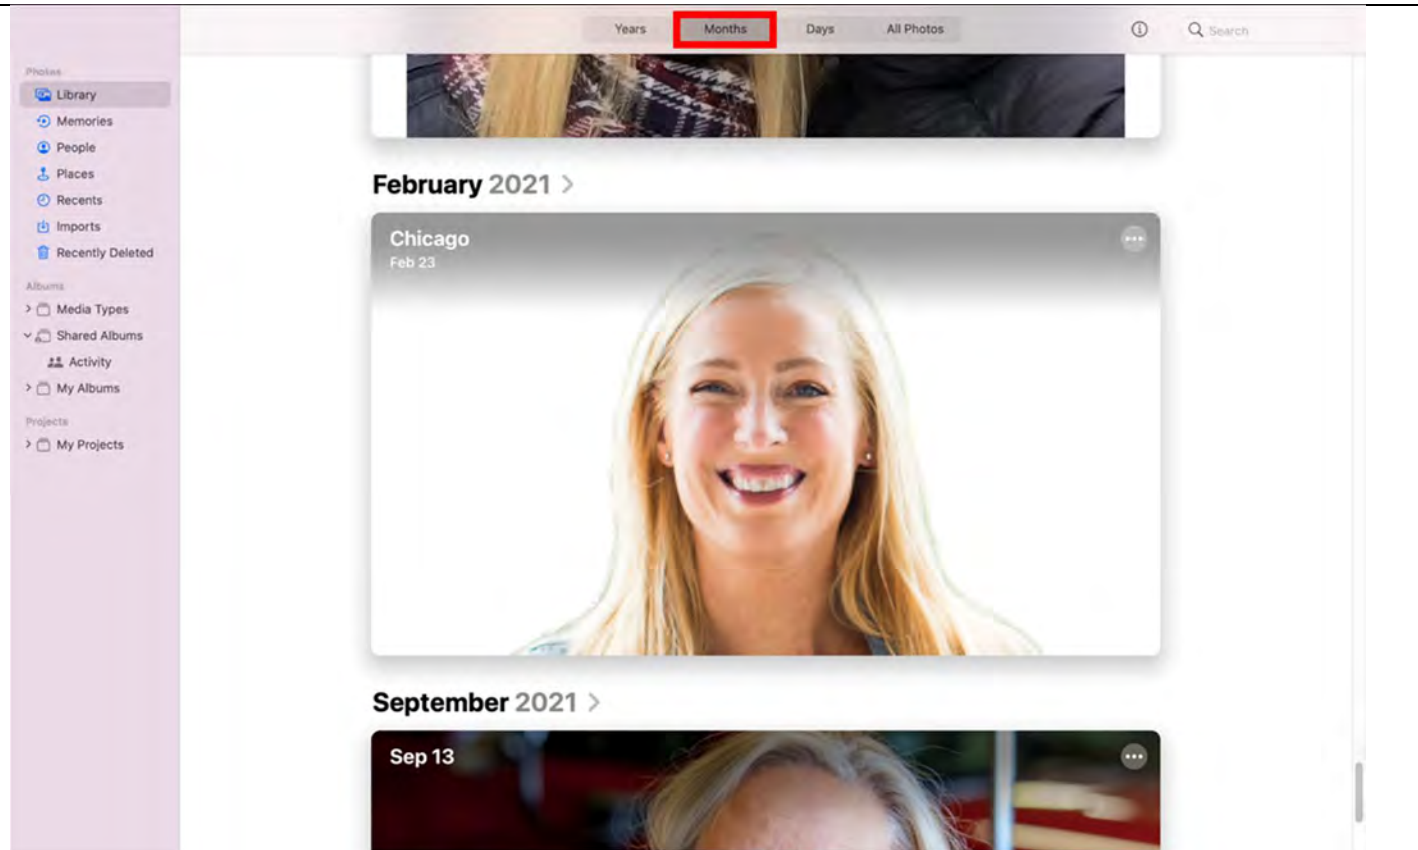 Years Months Days All Photos Search
Photos
Library
Memories
People
Places
Recents
Imports
Recently Deleted
Albums
Media Types
Shared Albums
Activity
My Albums
Projects
My Projects
February 2021 >
Chicago
Feb 23
September 2021 >
Sep 13